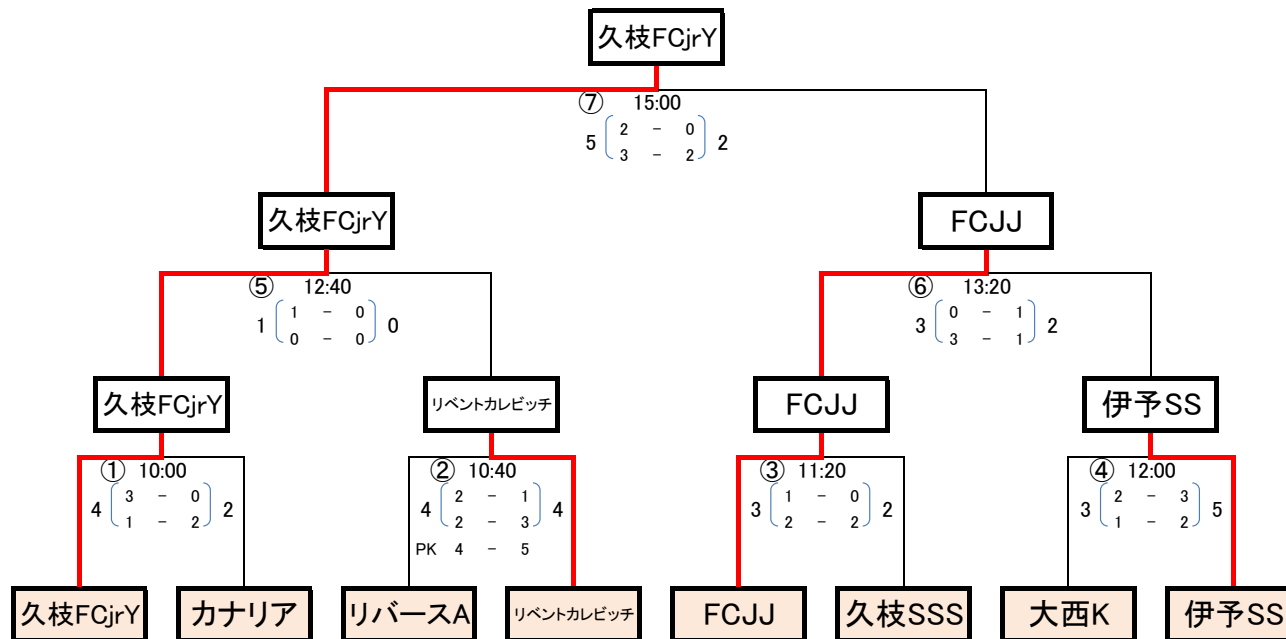 久枝FCjrY
⑦ 15:00
2 - 0
5 2
3 - 2
久枝FCjrY FCJJ
⑤ 12:40 ⑥ 13:20
1 - 0 0 - 1
1 0 3 2
0 - 0 3 - 1
久枝FCjrY リベントカレビッチ FCJJ 伊予SS
① 10:00 ② 10:40 ③ 11:20 ④ 12:00
3 - 0 2 - 1 1 - 0 2 - 3
4 2 4 4 3 2 3 5
1 - 2 2 - 3 2 - 2 1 - 2
PK 4 - 5
久枝FCjrY カナリア リバースA リベントカレビッチ FCJJ 久枝SSS 大西K 伊予SS